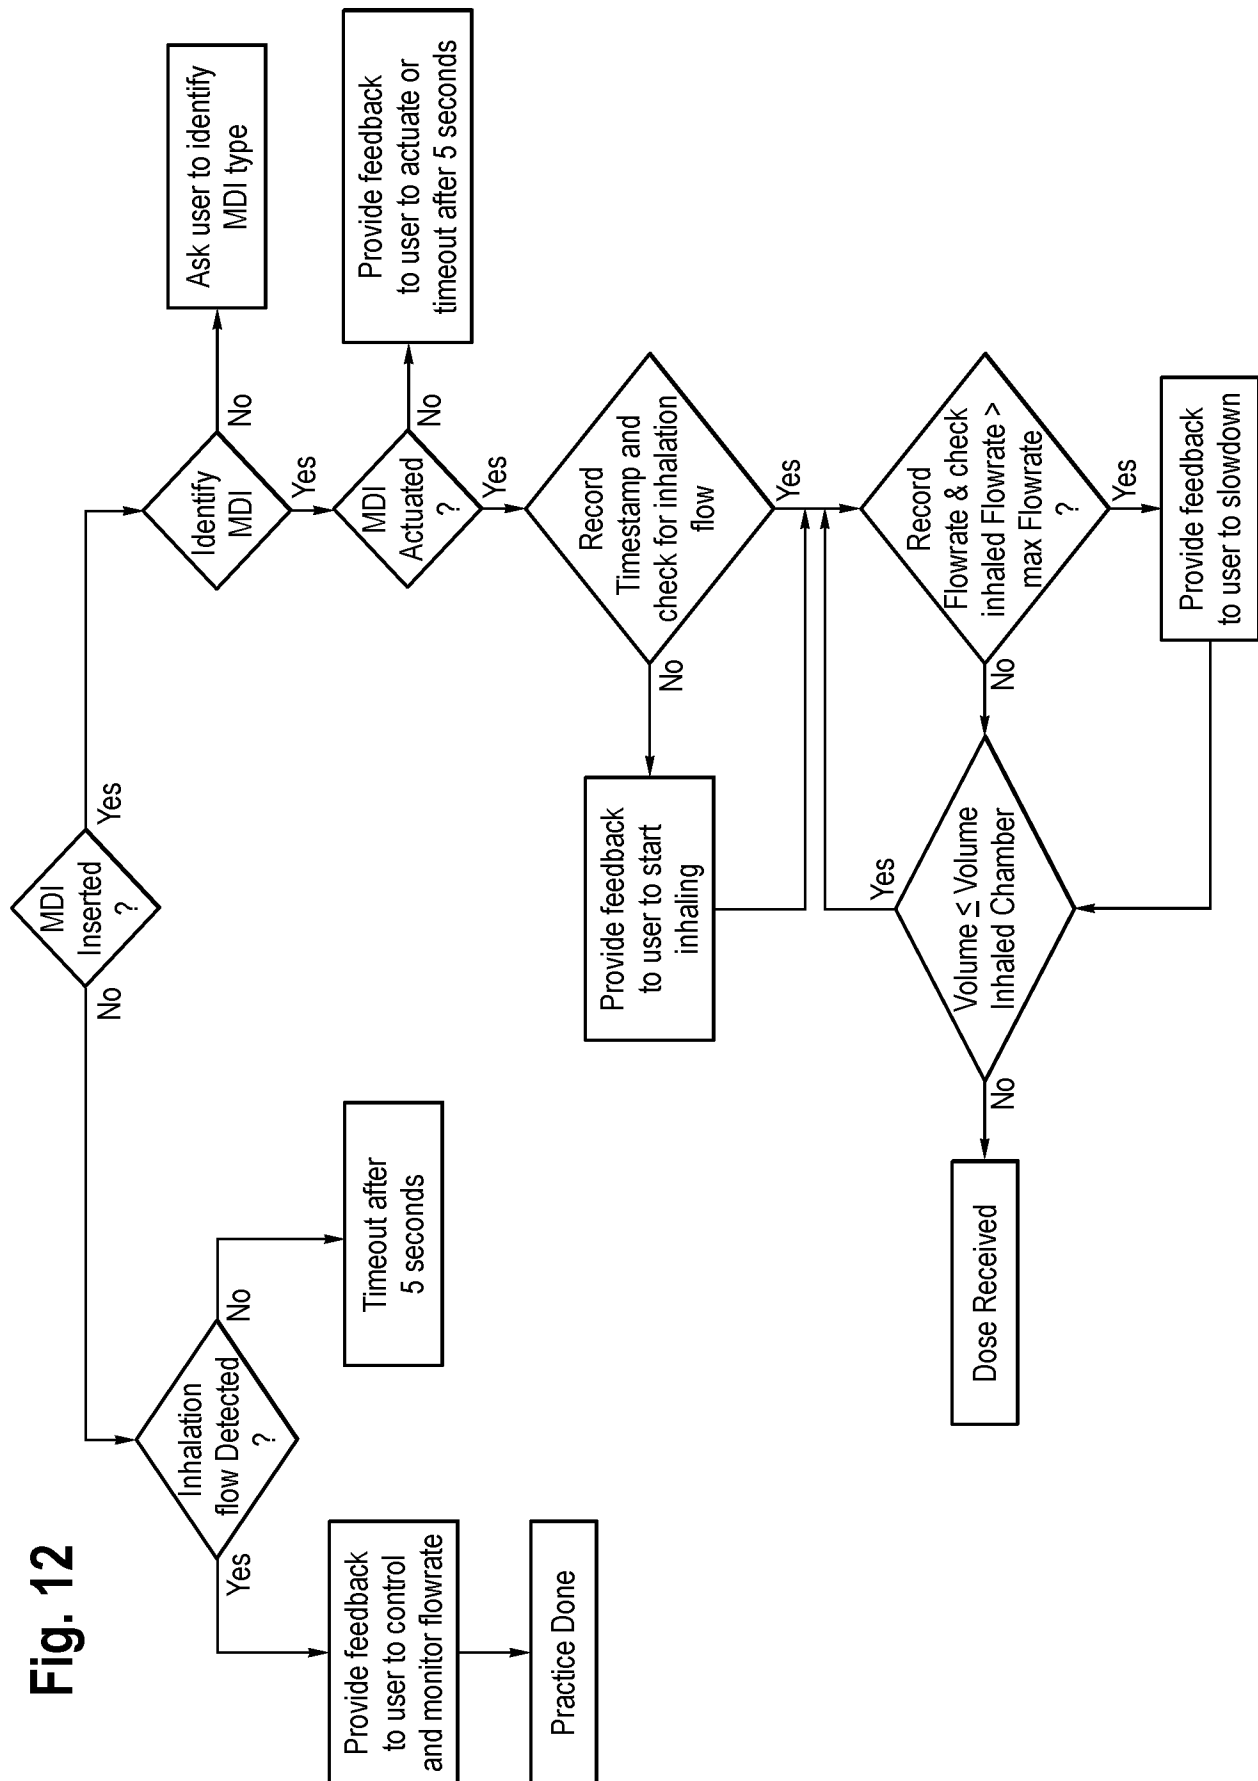 Fig. 12
MDI
Inserted
?
No
Yes
Inhalation
flow Detected
?
Yes
No
Provide feedback
to user to control
and monitor flowrate
Practice Done
Timeout after
5 seconds
Identify
MDI
No
Ask user to identify
MDI type
Yes
MDI
Actuated
?
No
Provide feedback
to user to actuate or
timeout after 5 seconds
Yes
Record
Timestamp and
check for inhalation
flow
No
Provide feedback
to user to start
inhaling
Yes
Record
Flowrate & check
inhaled Flowrate >
max Flowrate
?
Yes
Provide feedback
to user to slowdown
No
Volume ≤ Volume
Inhaled Chamber
Yes
No
Dose Received